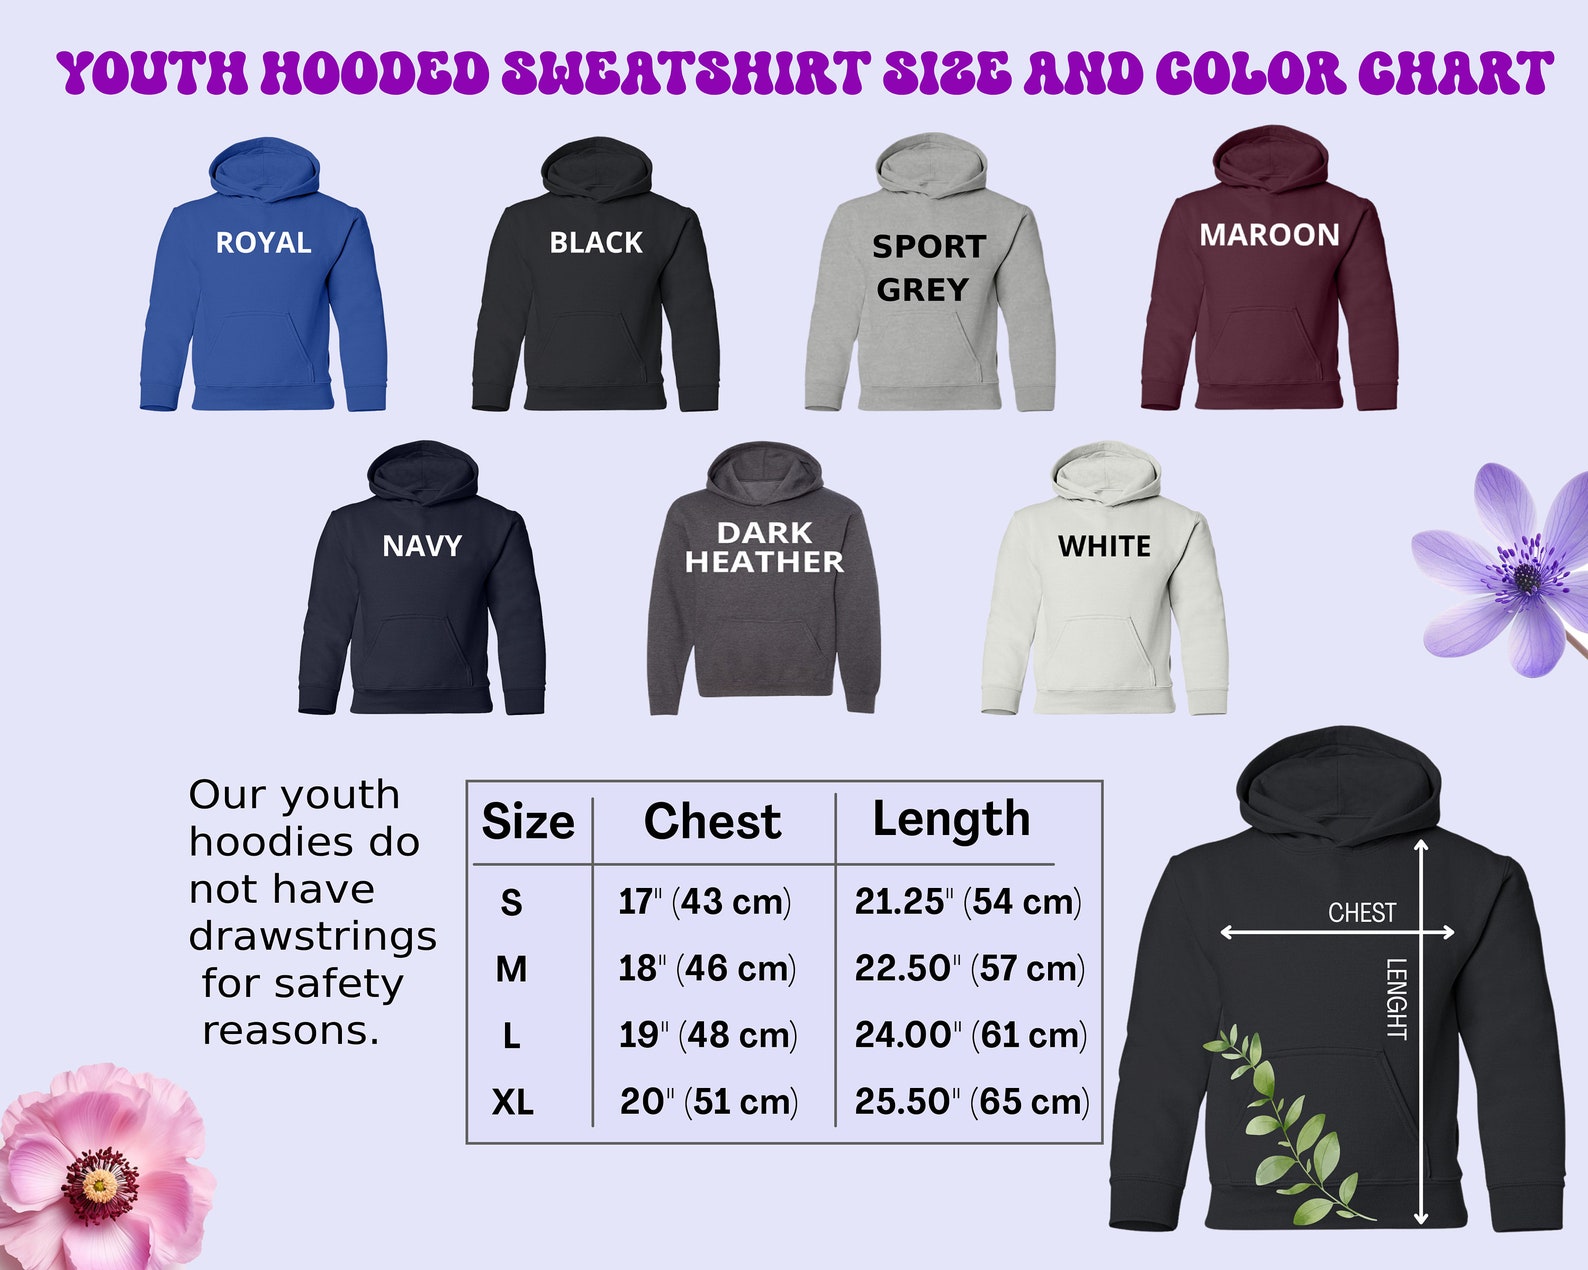 YOUTH HOODED SWEATSHIRT SIZE AND COLOR CHART
ROYAL
BLACK
SPORT
GREY
MAROON
NAVY
DARK
HEATHER
WHITE
Our youth
hoodies do
not have
drawstrings
for safety
reasons.
Size Chest Length
S 17" (43 cm) 21.25" (54 cm)
M 18" (46 cm) 22.50" (57 cm)
L 19" (48 cm) 24.00" (61 cm)
XL 20" (51 cm) 25.50" (65 cm)
CHEST
LENGHT